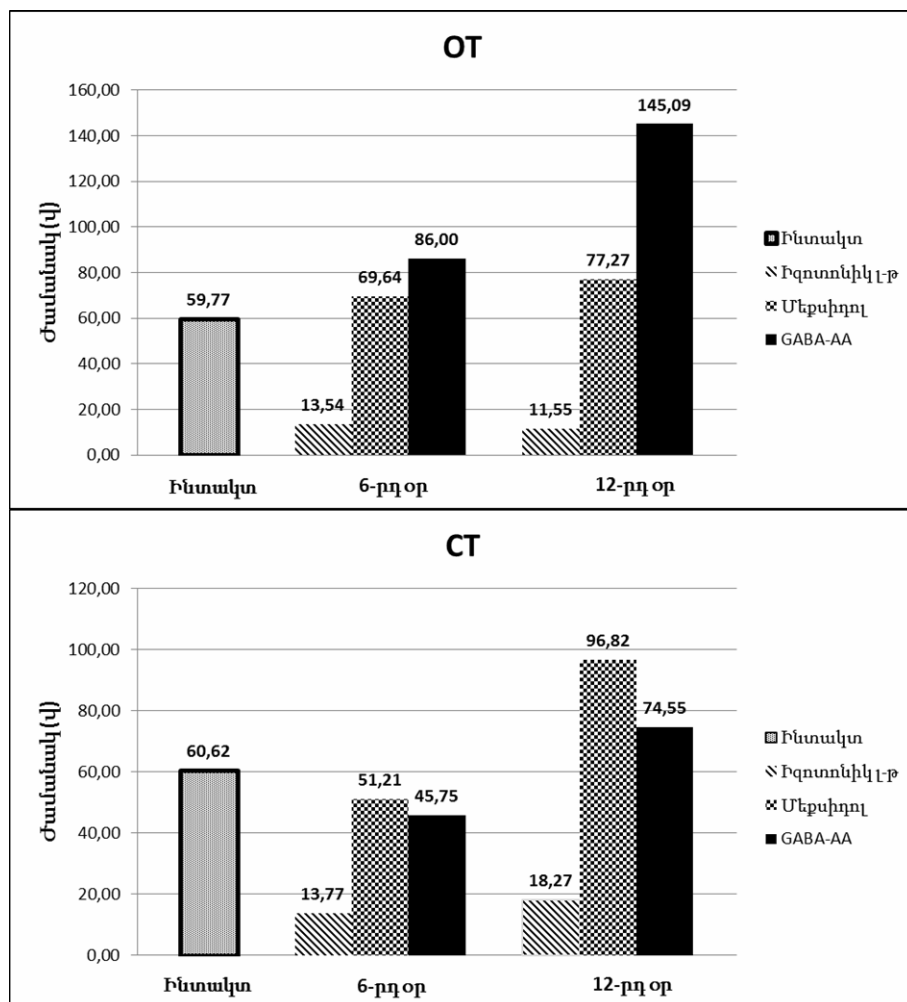 OT
160,00
140,00
120,00
100,00
80,00
60,00
40,00
20,00
0,00
Ժամանակ(վ)
59,77
13,54
69,64
86,00
11,55
77,27
145,09
Ինտակտ
6-րդ օր
12-րդ օր
Ինտակտ
Իզոտոնիկ լ-թ
Մեքսիդոլ
GABA-AA
CT
120,00
100,00
80,00
60,00
40,00
20,00
0,00
Ժամանակ(վ)
60,62
13,77
51,21
45,75
18,27
96,82
74,55
Ինտակտ
6-րդ օր
12-րդ օր
Ինտակտ
Իզոտոնիկ լ-թ
Մեքսիդոլ
GABA-AA